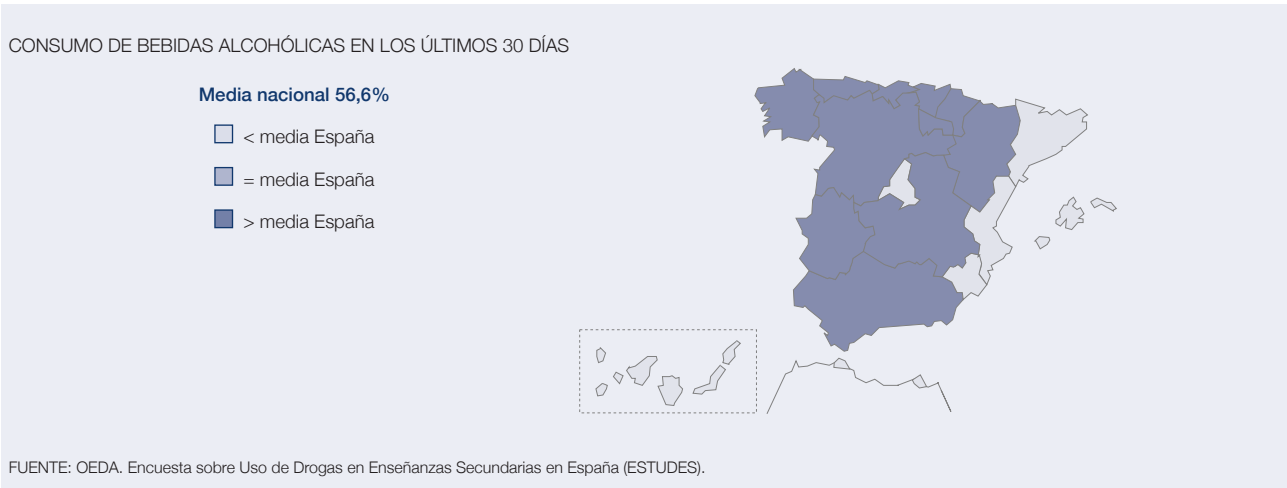 CONSUMO DE BEBIDAS ALCOHÓLICAS EN LOS ÚLTIMOS 30 DÍAS
Media nacional 56,6%
< media España
= media España
> media España
FUENTE: OEDA. Encuesta sobre Uso de Drogas en Enseñanzas Secundarias en España (ESTUDES).